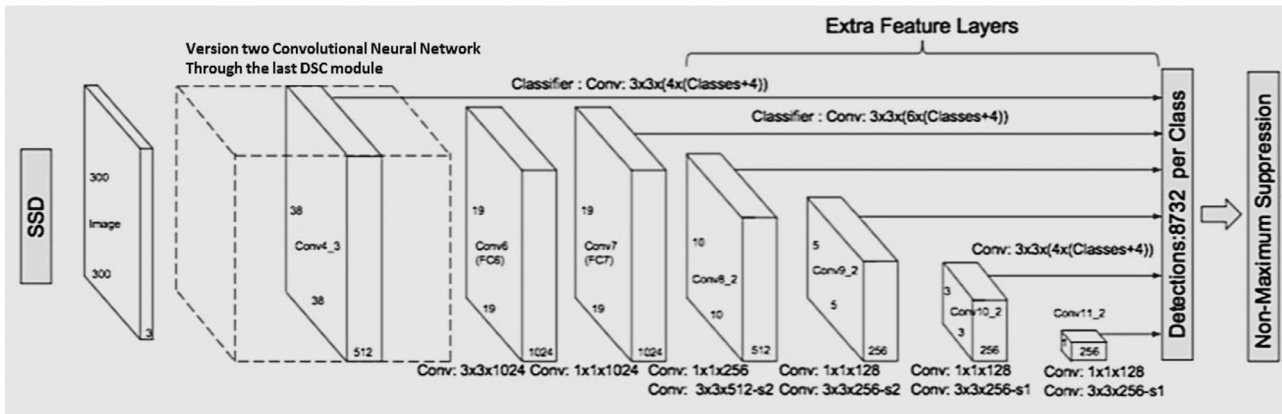 Extra Feature Layers
Version two Convolutional Neural Network
Through the last DSC module
Classifier : Conv: 3x3x(4x(Classes+4))
Classifier : Conv: 3x3x(6x(Classes+4))
SSD
300
Image
300
3
38
Conv4_3
38
512
19
Conv6
(FC6)
19
1024
19
Conv7
(FC7)
19
1024
10
Conv8_2
10
512
5
Conv9_2
5
256
Conv: 3x3x(4x(Classes+4))
3
Conv10_2
3
256
Conv11_2
256
Detections:8732 per Class
Non-Maximum Suppression
Conv: 3x3x1024
Conv: 1x1x1024
Conv: 1x1x256
Conv: 3x3x512-s2
Conv: 1x1x128
Conv: 3x3x256-s2
Conv: 1x1x128
Conv: 3x3x256-s1
Conv: 1x1x128
Conv: 3x3x256-s1